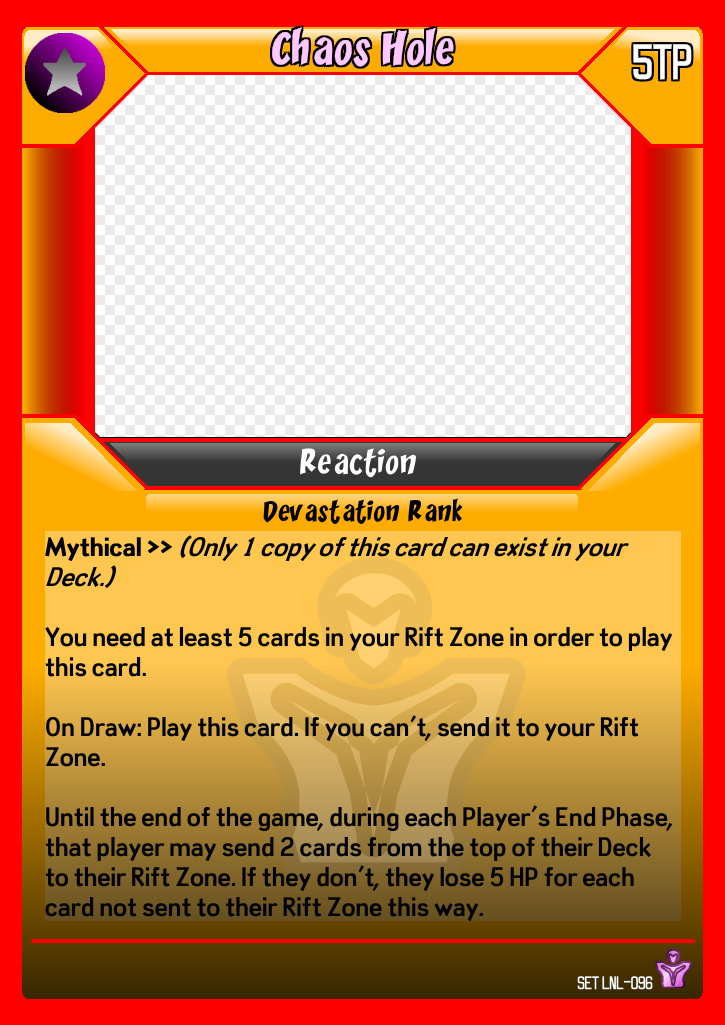 Chaos Hole
5TP
Reaction
Devastation Rank
Mythical >> (Only 1 copy of this card can exist in your
Deck.)
You need at least 5 cards in your Rift Zone in order to play
this card.
On Draw: Play this card. If you can't, send it to your Rift
Zone.
Until the end of the game, during each Player's End Phase,
that player may send 2 cards from the top of their Deck
to their Rift Zone. If they don't, they lose 5 HP for each
card not sent to their Rift Zone this way.
SET LNL-096